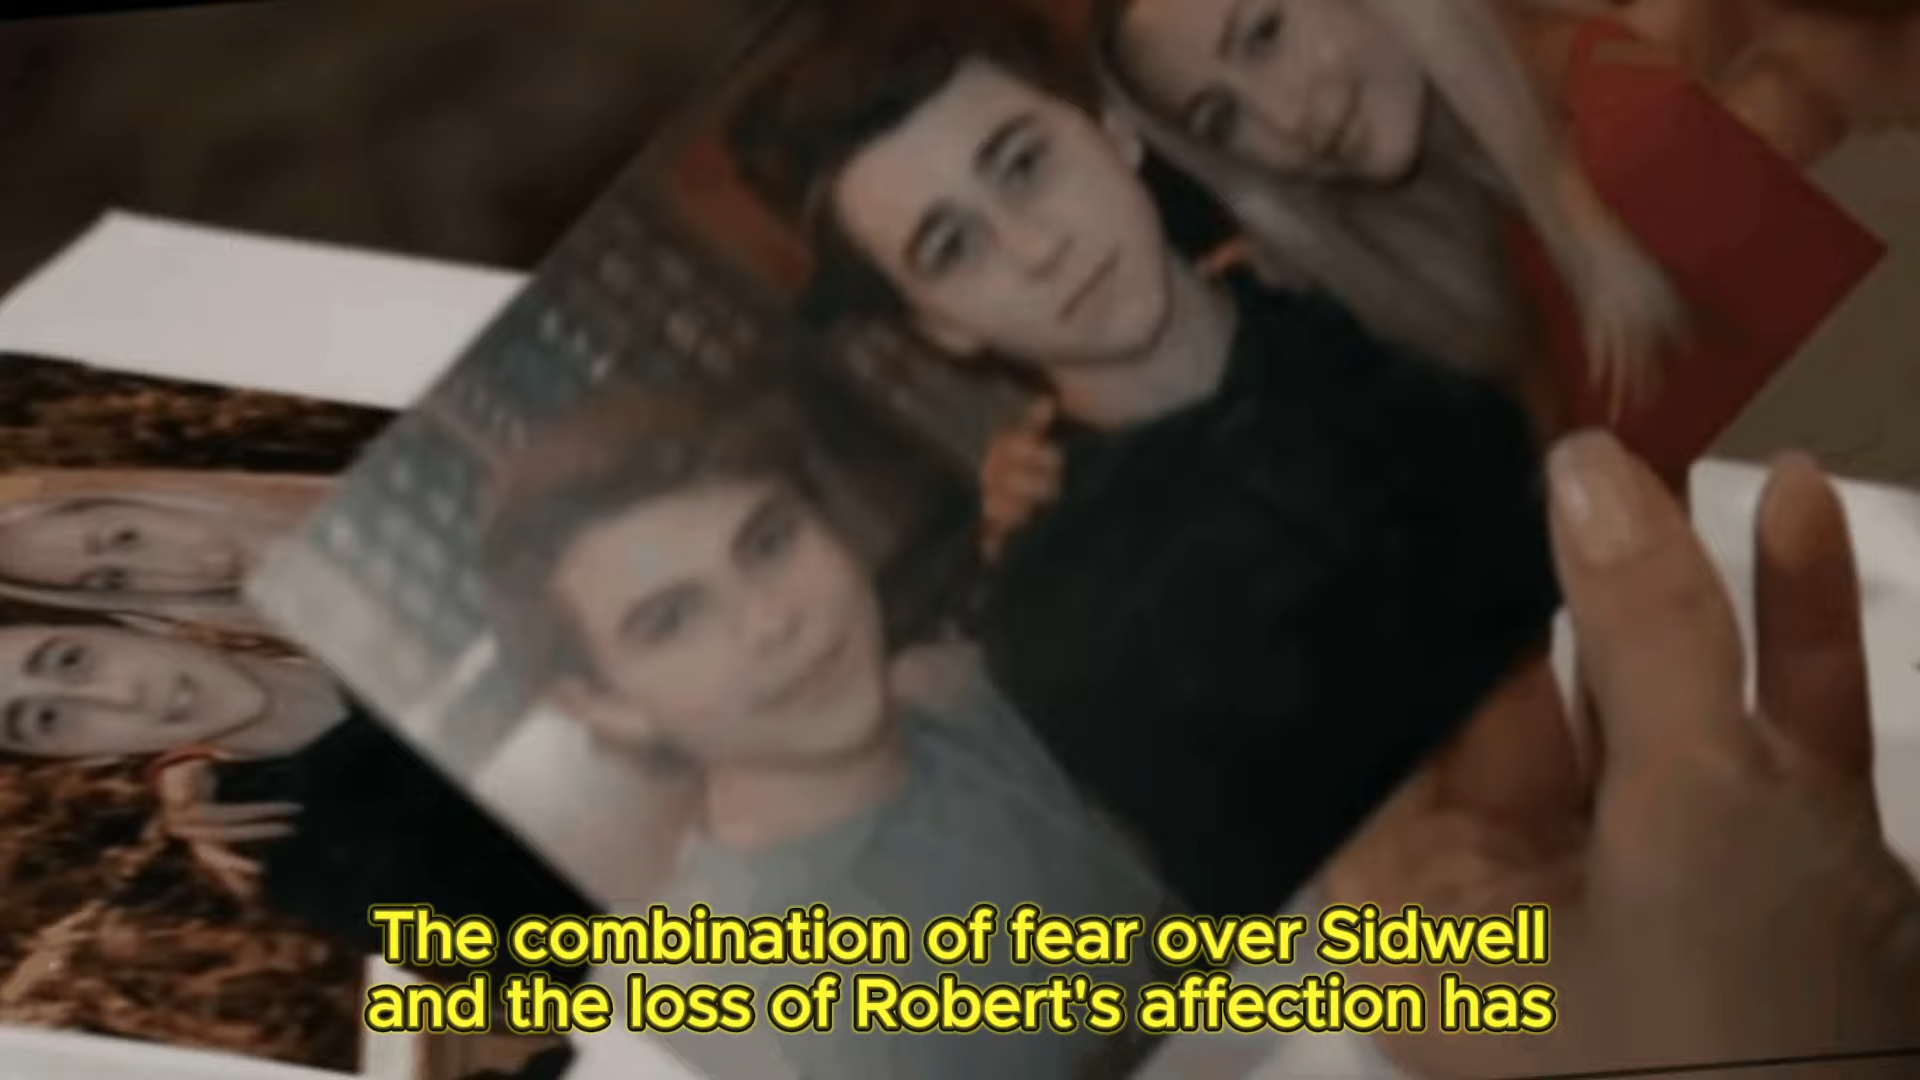 The combination of fear over Sidwell
and the loss of Robert's affection has